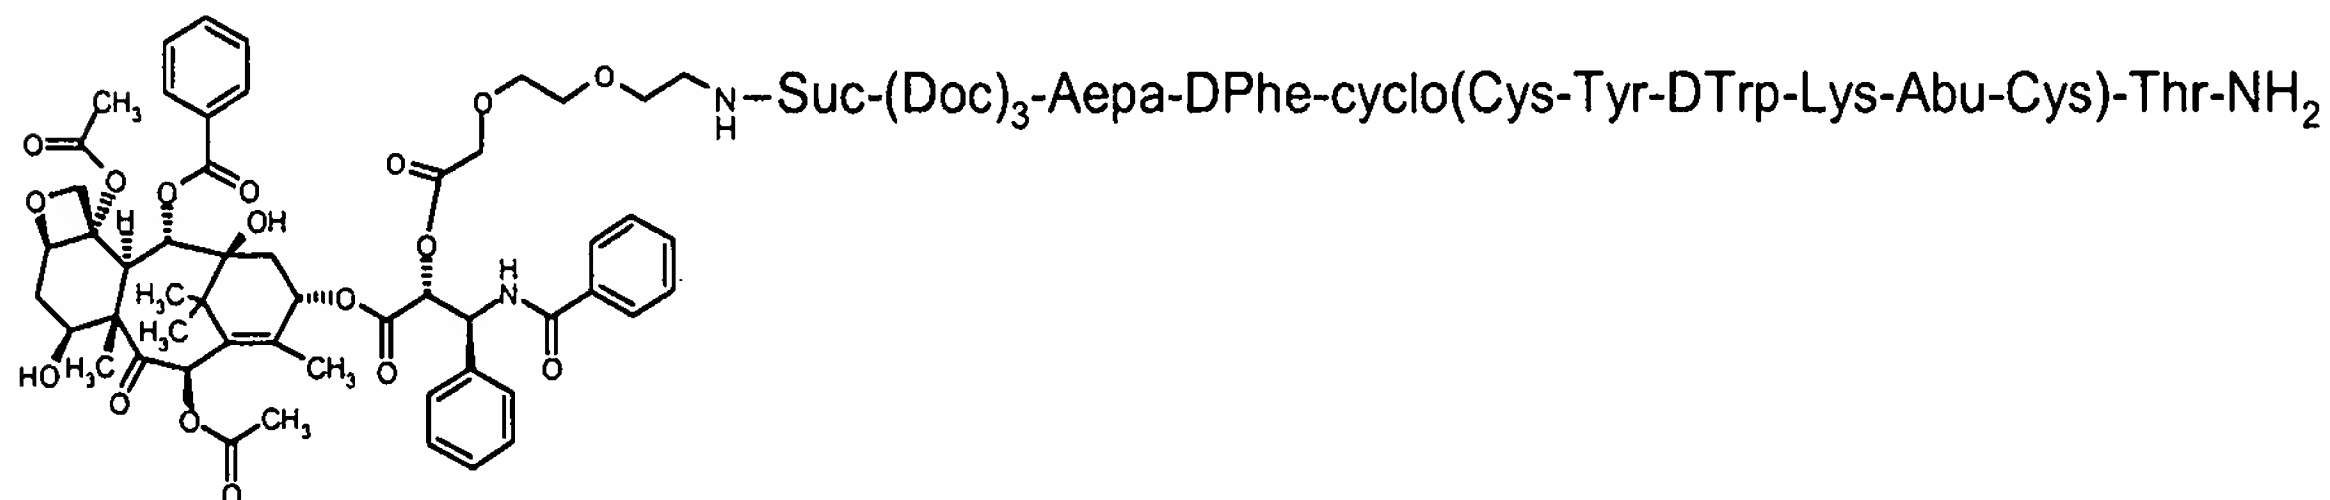 O O N-Suc-(Doc)3-Aepa-DPhe-cyclo(Cys-Tyr-DTrp-Lys-Abu-Cys)-Thr-NH2
H
CH3
O O
O O O
O
H OH
O
H3C
H3C
O O
H
N
HO H3C O
O O CH3 O
O CH3
O